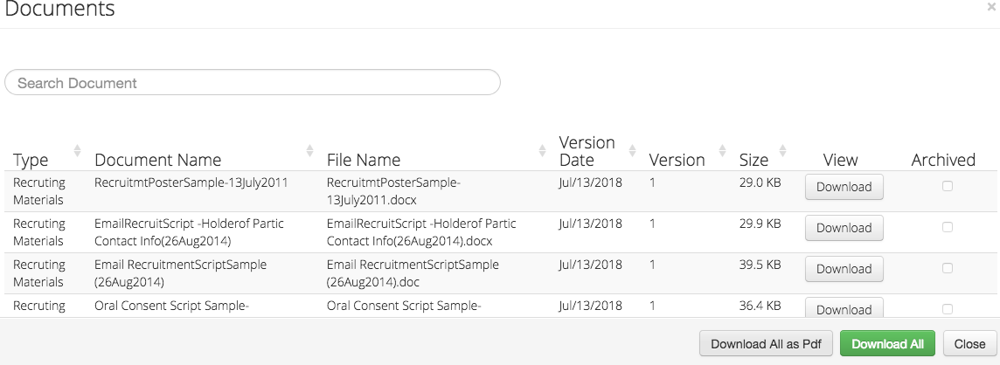 Documents
×
Search Document
Type Document Name File Name Version Date Version Size View Archived
Recruting Materials RecruitmtPosterSample-13July2011 RecruitmtPosterSample-13July2011.docx Jul/13/2018 1 29.0 KB Download
Recruting Materials EmailRecruitScript -Holderof Partic Contact Info(26Aug2014) EmailRecruitScript -Holderof Partic Contact Info(26Aug2014).docx Jul/13/2018 1 29.9 KB Download
Recruting Materials Email RecruitmentScriptSample (26Aug2014) Email RecruitmentScriptSample (26Aug2014).doc Jul/13/2018 1 39.5 KB Download
Recruting Oral Consent Script Sample- Oral Consent Script Sample- Jul/13/2018 1 36.4 KB Download
Download All as Pdf Download All Close